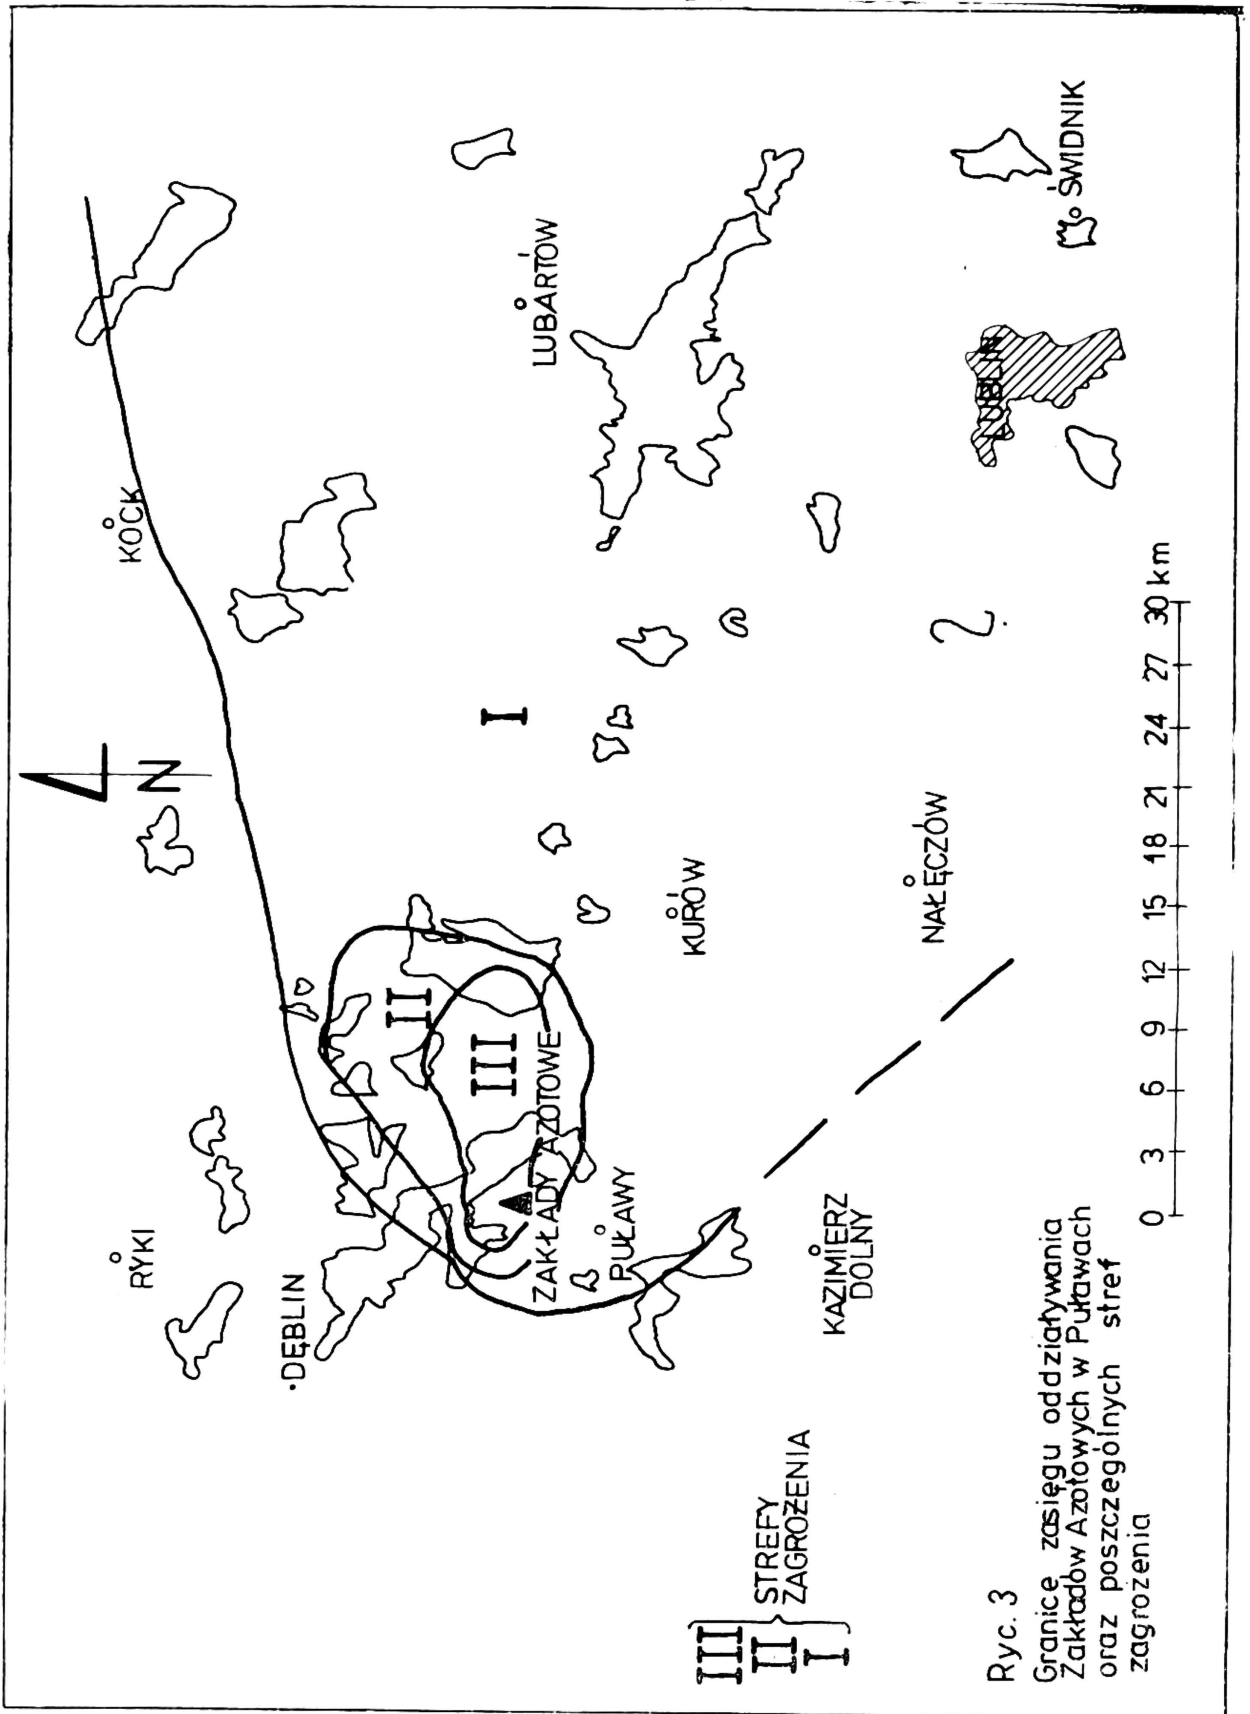 N
KOCK
RYKI
DĘBLIN
LUBARTÓW
I
II
III
ZAKŁADY AZOTOWE
PUŁAWY
KURÓW
NAŁĘCZÓW
KAZIMIERZ
DOLNY
LUBLIN
ŚWIDNIK
III
II
I
STREFY
ZAGROŻENIA
0 3 6 9 12 15 18 21 24 27 30 km
Ryc. 3
Granice zasięgu oddziaływania
Zakładów Azotowych w Puławach
oraz poszczególnych stref
zagrożenia